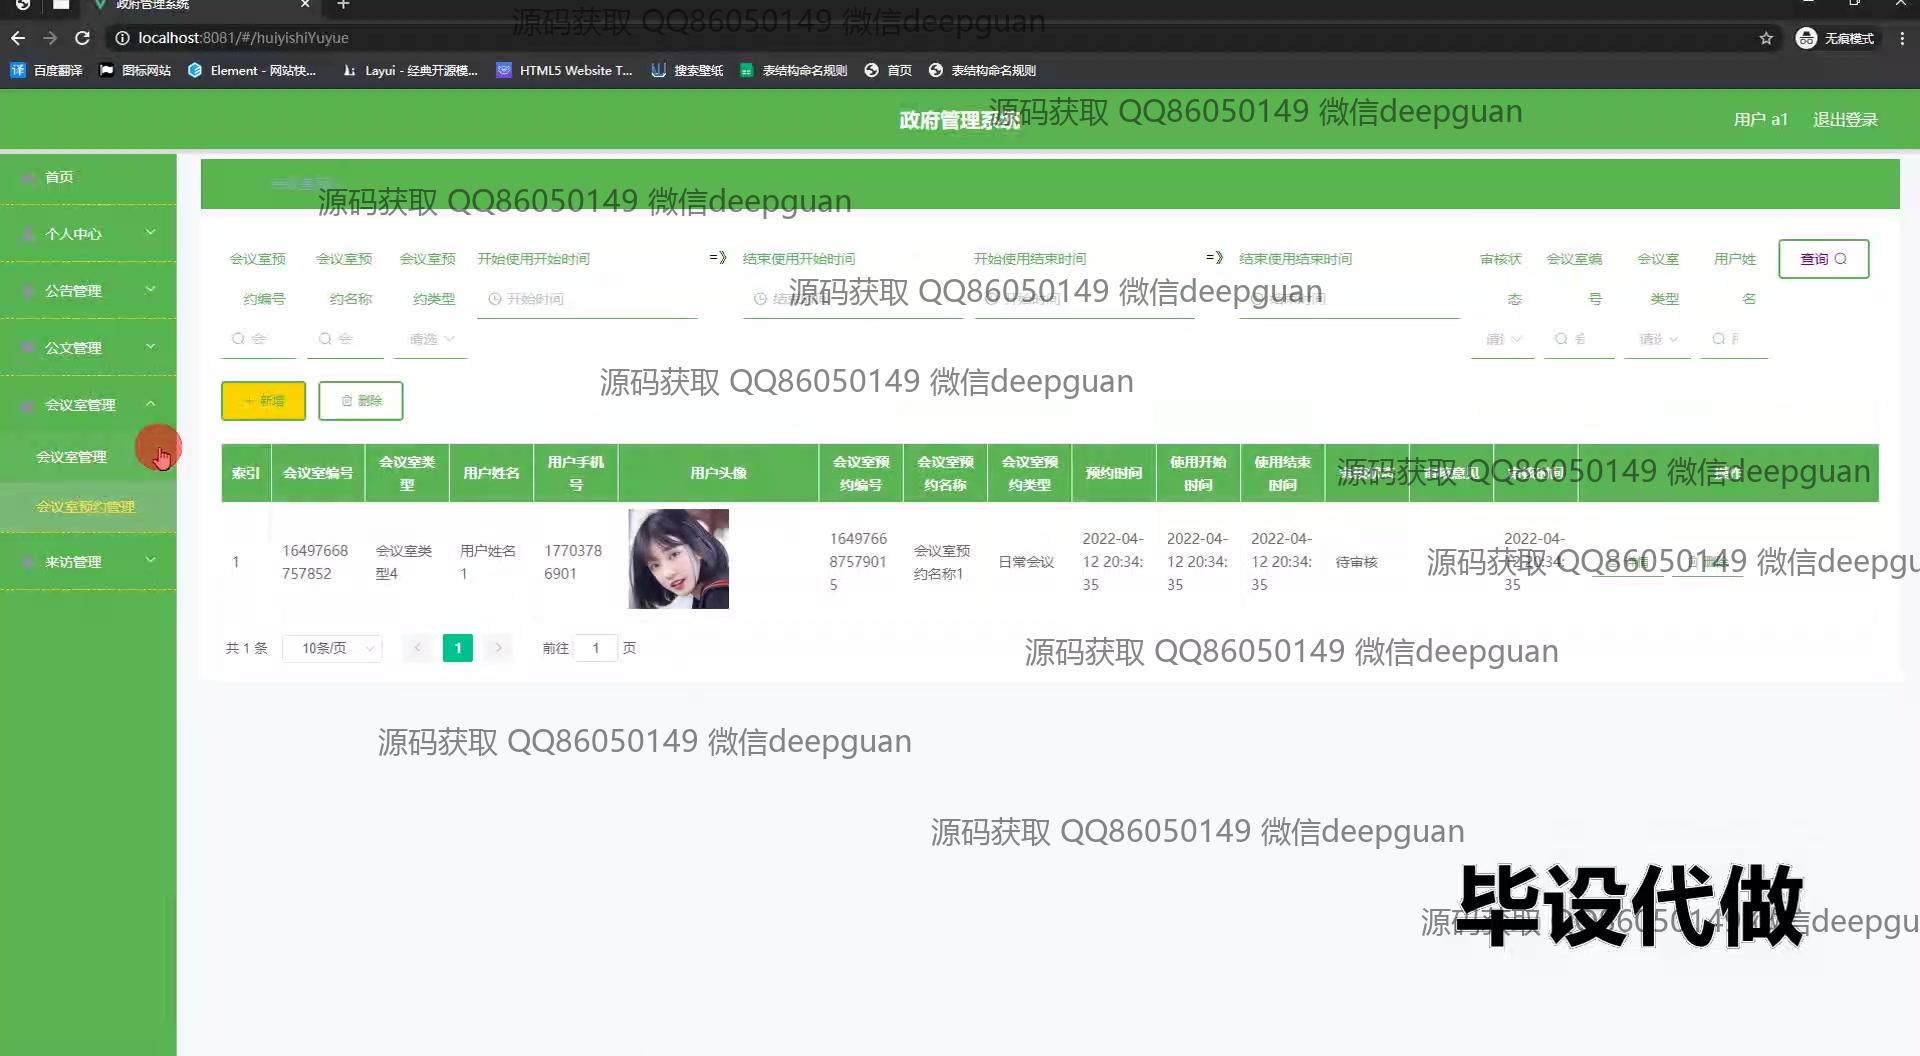 政府管理系统
localhost:8081/#/huiyishiYuyue
无痕模式
百度翻译 图标网站 Element - 网站快... Layui - 经典开源模... HTML5 Website T... 搜索壁纸 表结构命名规则 首页 表结构命名规则
源码获取 QQ86050149 微信deepguan
政府管理系统
源码获取 QQ86050149 微信deepguan
用户 a1 退出登录
首页
个人中心
公告管理
公文管理
会议室管理
会议室管理
会议室预约管理
来访管理
源码获取 QQ86050149 微信deepguan
会议室预约编号
会议室预约名称
会议室预约类型
请选
开始使用开始时间 =》 结束使用开始时间
开始时间
开始使用结束时间 =》 结束使用结束时间
审核状态
会议室编号
会议室类型
用户姓名
查询
源码获取 QQ86050149 微信deepguan
新增 删除
源码获取 QQ86050149 微信deepguan
索引 会议室编号 会议室类型 用户姓名 用户手机号 用户头像 会议室预约编号 会议室预约名称 会议室预约类型 预约时间 使用开始时间 使用结束时间 操作
源码获取 QQ86050149 微信deepguan
1 16497668757852 会议室类型4 用户姓名1 17703786901 164976687579015 会议室预约名称1 日常会议 2022-04-12 20:34:35 2022-04-12 20:34:35 2022-04-12 20:34:35 待审核 2022-04-12 20:34:35 详情 删除
源码获取 QQ86050149 微信deepgu
共 1 条 10条/页 1 前往 1 页
源码获取 QQ86050149 微信deepguan
源码获取 QQ86050149 微信deepguan
源码获取 QQ86050149 微信deepguan
毕设代做
源码获取 QQ86050149 微信deepgu